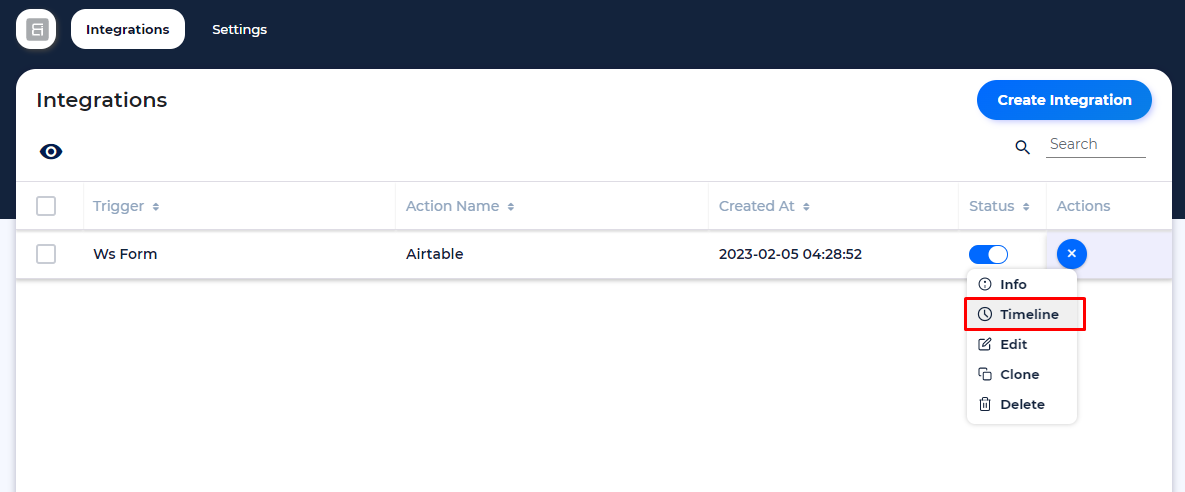 Integrations
Settings
Integrations
Create Integration
Search
Trigger Action Name Created At Status Actions
Ws Form Airtable 2023-02-05 04:28:52
Info
Timeline
Edit
Clone
Delete